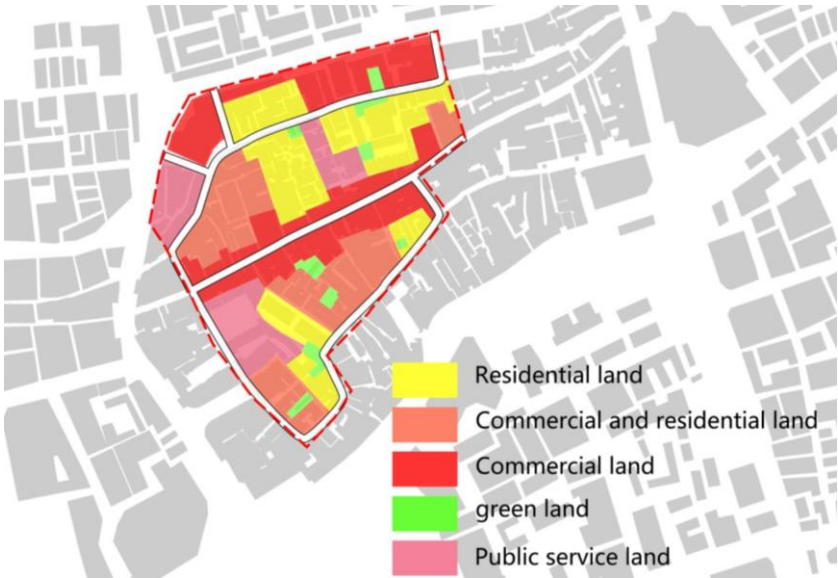 Residential land
Commercial and residential land
Commercial land
green land
Public service land